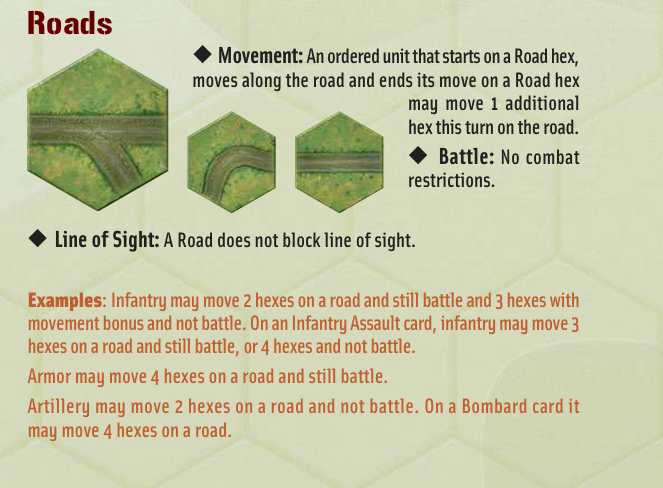 Roads
◆ Movement: An ordered unit that starts on a Road hex,
moves along the road and ends its move on a Road hex
may move 1 additional
hex this turn on the road.
◆ Battle: No combat
restrictions.
◆ Line of Sight: A Road does not block line of sight.
Examples: Infantry may move 2 hexes on a road and still battle and 3 hexes with
movement bonus and not battle. On an Infantry Assault card, infantry may move 3
hexes on a road and still battle, or 4 hexes and not battle.
Armor may move 4 hexes on a road and still battle.
Artillery may move 2 hexes on a road and not battle. On a Bombard card it
may move 4 hexes on a road.